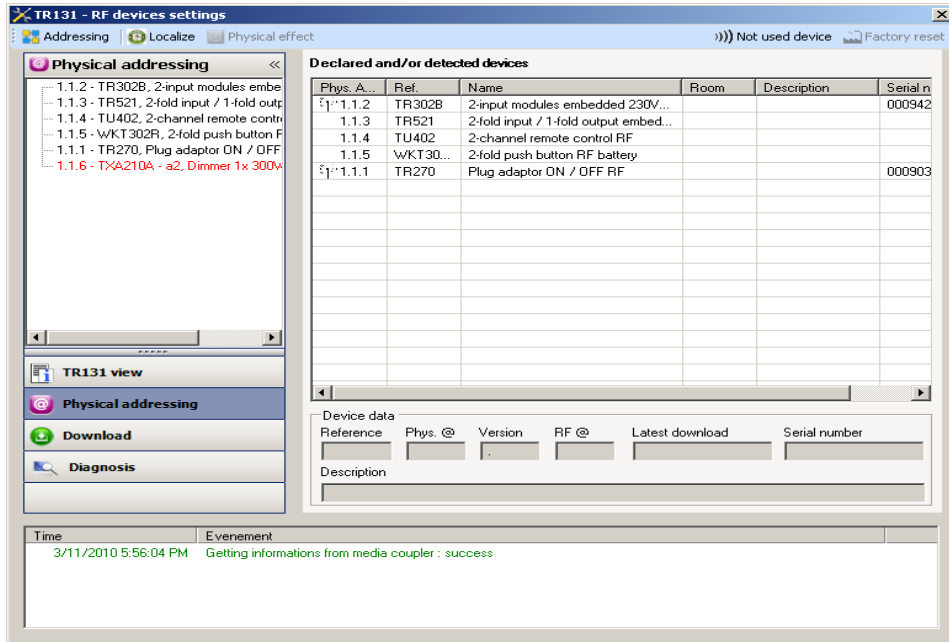 TR131 - RF devices settings
Addressing Localize Physical effect ))) Not used device Factory reset
Physical addressing «
1.1.2 - TR302B, 2-input modules embe
1.1.3 - TR521, 2-fold input / 1-fold outp
1.1.4 - TU402, 2-channel remote contr
1.1.5 - WKT302R, 2-fold push button F
1.1.1 - TR270, Plug adaptor ON / OFF
1.1.6 - TXA210A - a2, Dimmer 1x 300W
TR131 view
Physical addressing
Download
Diagnosis
Declared and/or detected devices
Phys. A... Ref. Name Room Description Serial n
1.1.2 TR302B 2-input modules embedded 230V... 000942
1.1.3 TR521 2-fold input / 1-fold output embed...
1.1.4 TU402 2-channel remote control RF
1.1.5 WKT30... 2-fold push button RF battery
1.1.1 TR270 Plug adaptor ON / OFF RF 000903
Device data
Reference Phys. @ Version RF @ Latest download Serial number
.
Description
Time Evenement
3/11/2010 5:56:04 PM Getting informations from media coupler : success